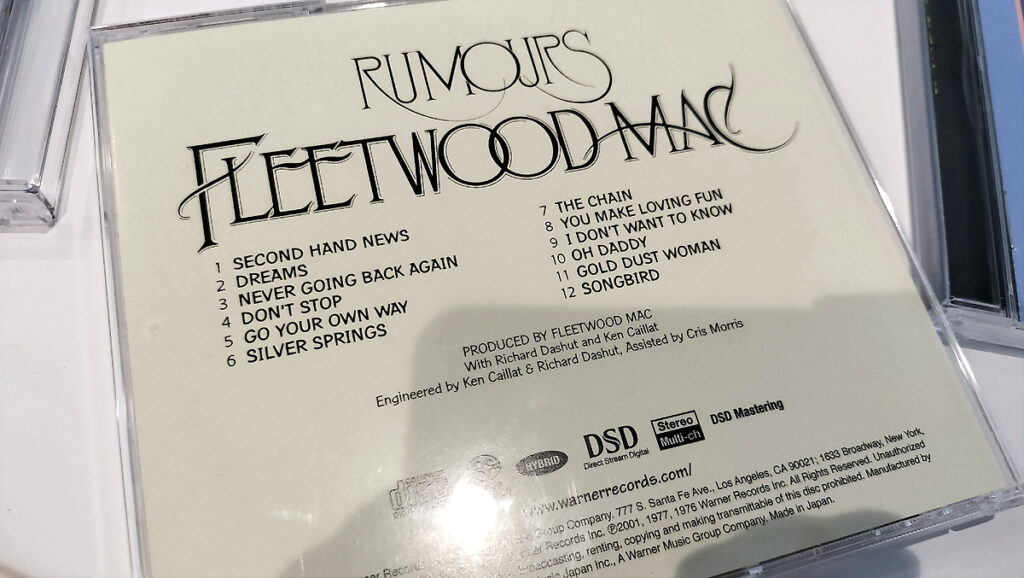 RUMOURS
FLEETWOOD MAC
1 SECOND HAND NEWS
2 DREAMS
3 NEVER GOING BACK AGAIN
4 DON'T STOP
5 GO YOUR OWN WAY
6 SILVER SPRINGS
7 THE CHAIN
8 YOU MAKE LOVING FUN
9 I DON'T WANT TO KNOW
10 OH DADDY
11 GOLD DUST WOMAN
12 SONGBIRD
PRODUCED BY FLEETWOOD MAC
With Richard Dashut and Ken Caillat
Engineered by Ken Caillat & Richard Dashut, Assisted by Cris Morris
HYBRID
DSD
Direct Stream Digital
Stereo
Multi-ch
DSD Mastering
www.warnerrecords.com/
Group Company. 777 S. Santa Fe Ave., Los Angeles, CA 90021; 1633 Broadway, New York,
Records Inc. ℗2001, 1977, 1976 Warner Records Inc. All Rights Reserved. Unauthorized
renting, copying and making transmittable of this disc prohibited. Manufactured by
Japan Inc., A Warner Music Group Company. Made in Japan.